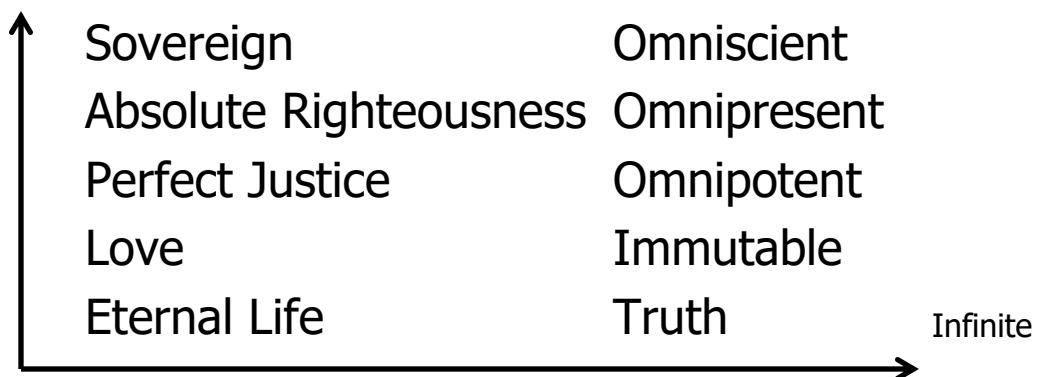 Sovereign Omniscient
Absolute Righteousness Omnipresent
Perfect Justice Omnipotent
Love Immutable
Eternal Life Truth Infinite